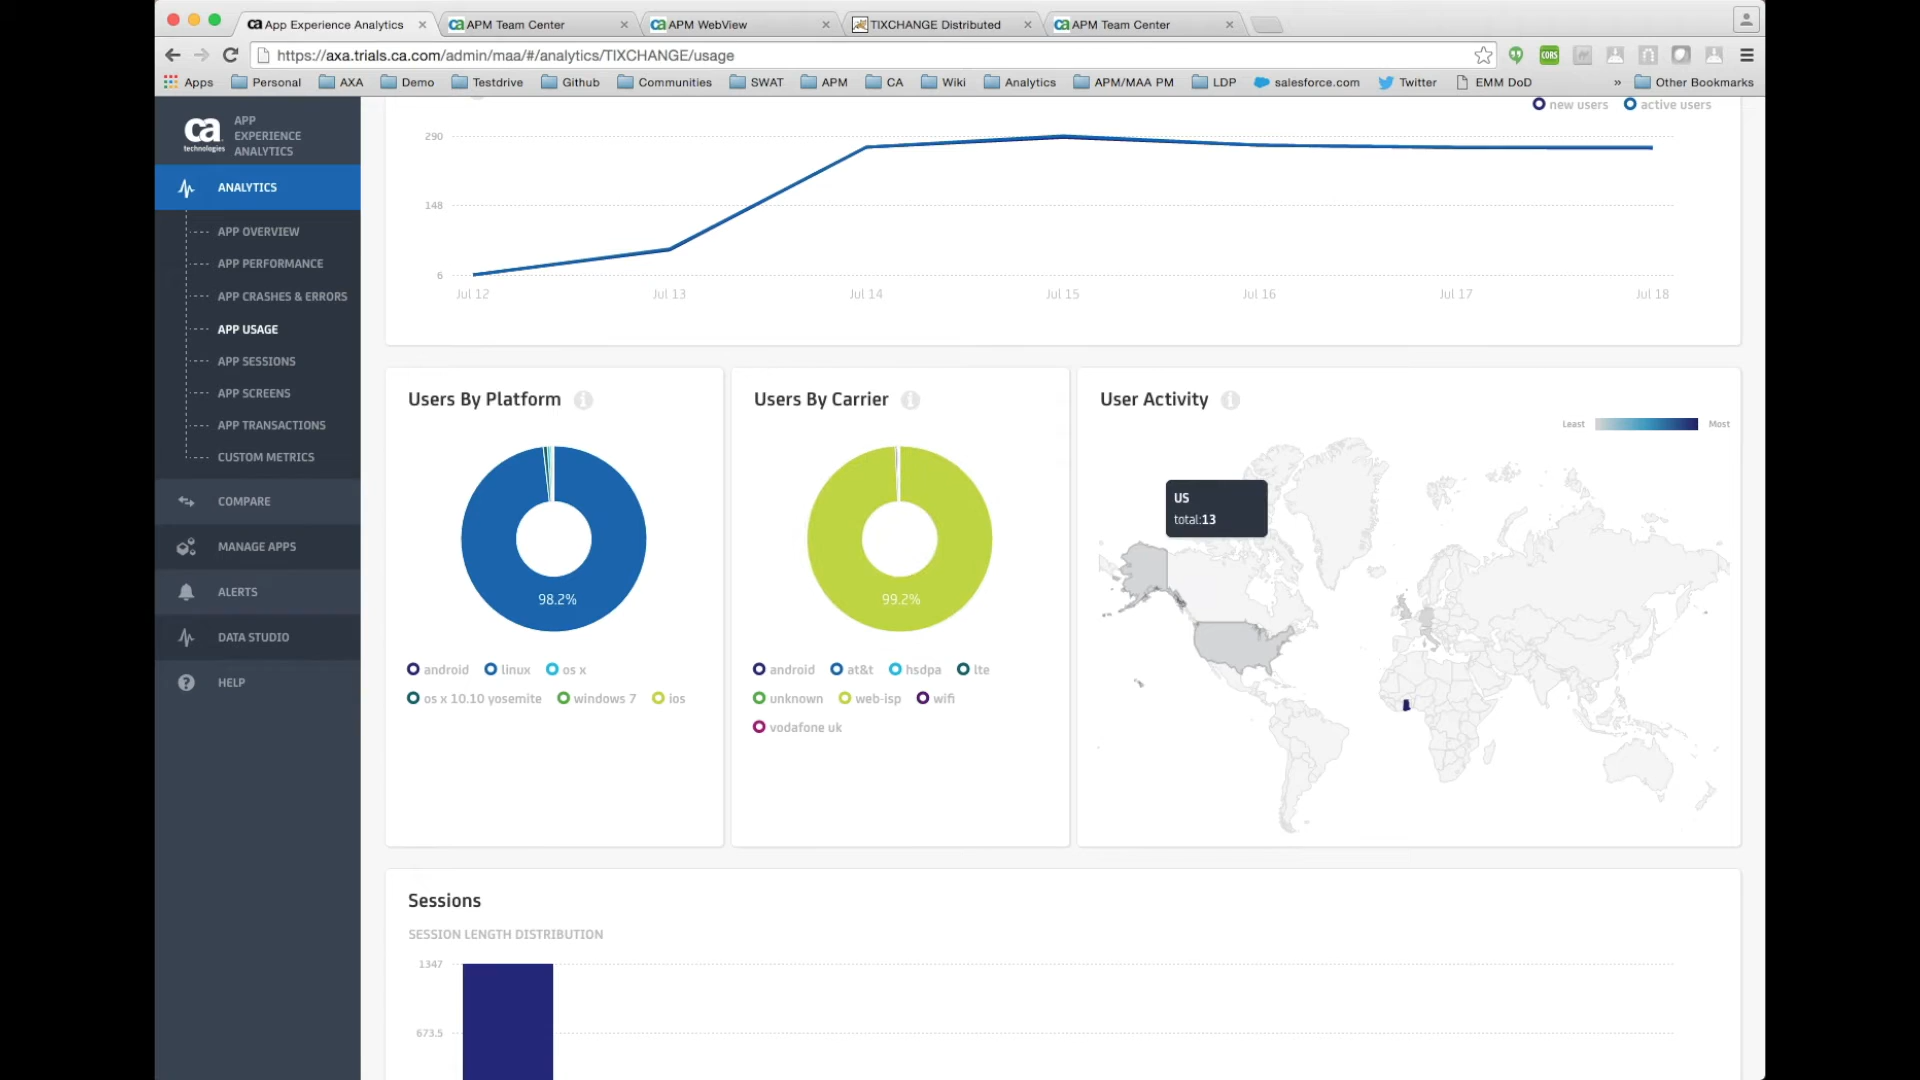 App Experience Analytics
APM Team Center
APM WebView
TIXCHANGE Distributed
APM Team Center
https://axa.trials.ca.com/admin/maa/#/analytics/TIXCHANGE/usage
CORS
Apps Personal AXA Demo Testdrive Github Communities SWAT APM CA Wiki Analytics APM/MAA PM LDP salesforce.com Twitter EMM DoD » Other Bookmarks
ca
technologies
APP
EXPERIENCE
ANALYTICS
ANALYTICS
APP OVERVIEW
APP PERFORMANCE
APP CRASHES & ERRORS
APP USAGE
APP SESSIONS
APP SCREENS
APP TRANSACTIONS
CUSTOM METRICS
COMPARE
MANAGE APPS
ALERTS
DATA STUDIO
HELP
new users active users
290
148
6
Jul 12 Jul 13 Jul 14 Jul 15 Jul 16 Jul 17 Jul 18
Users By Platform
98.2%
android linux os x
os x 10.10 yosemite windows 7 ios
Users By Carrier
99.2%
android at&t hsdpa lte
unknown web-isp wifi
vodafone uk
User Activity
Least Most
US
total:13
Sessions
SESSION LENGTH DISTRIBUTION
1347
673.5